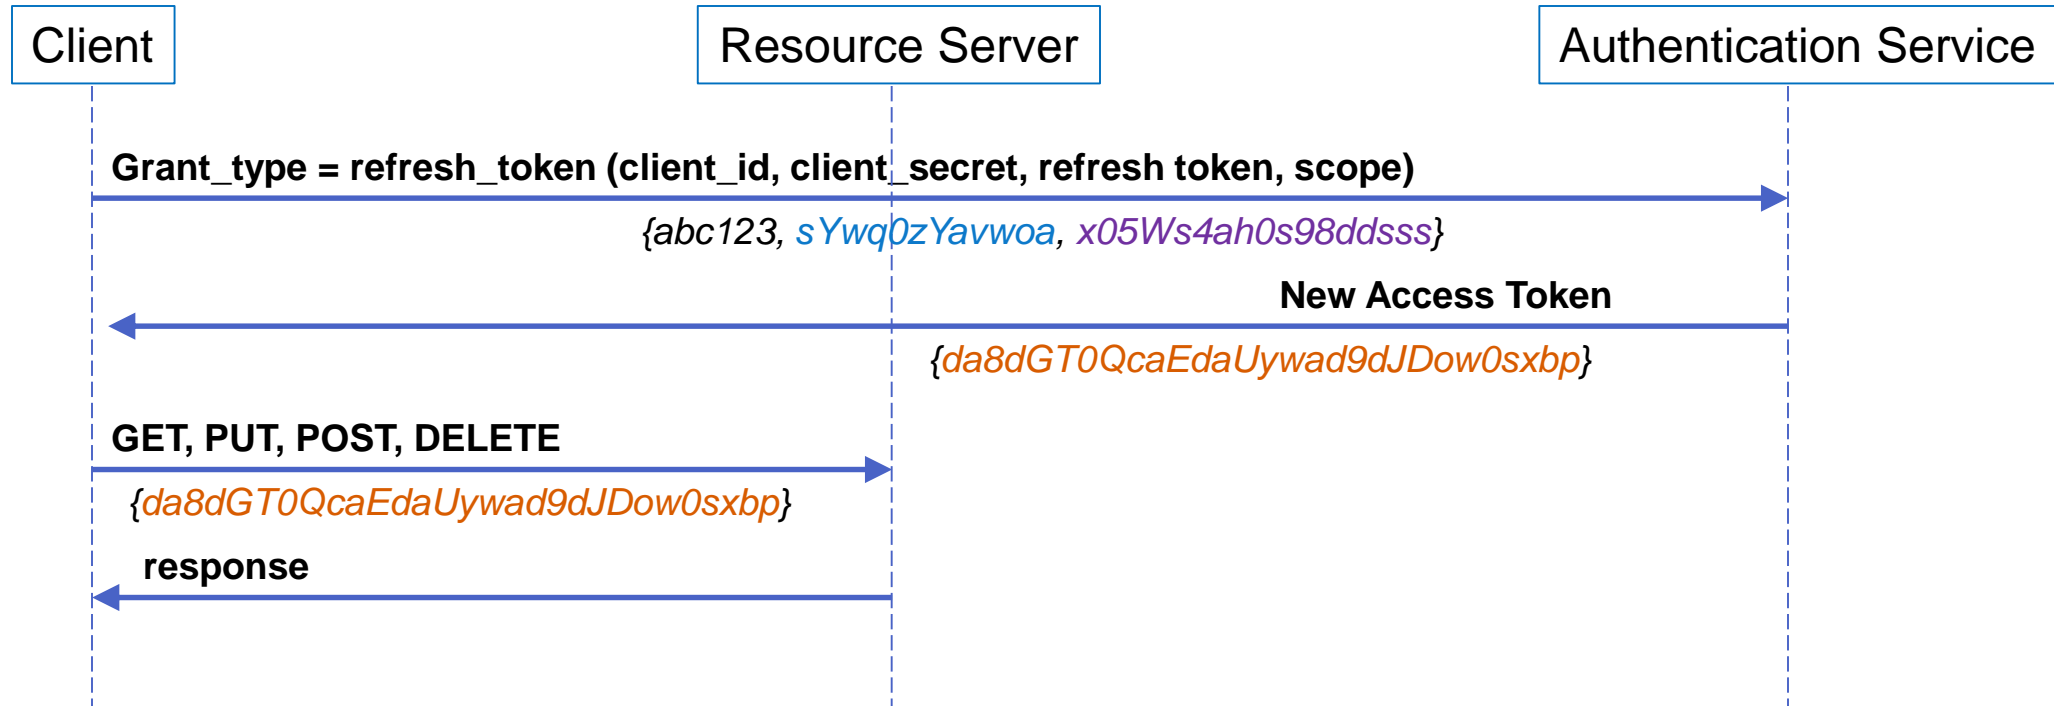 Client
Resource Server
Authentication Service
Grant_type = refresh_token (client_id, client_secret, refresh token, scope)
{abc123, sYwq0zYavwoa, x05Ws4ah0s98ddsss}
New Access Token
{da8dGT0QcaEdaUywad9dJDow0sxbp}
GET, PUT, POST, DELETE
{da8dGT0QcaEdaUywad9dJDow0sxbp}
response